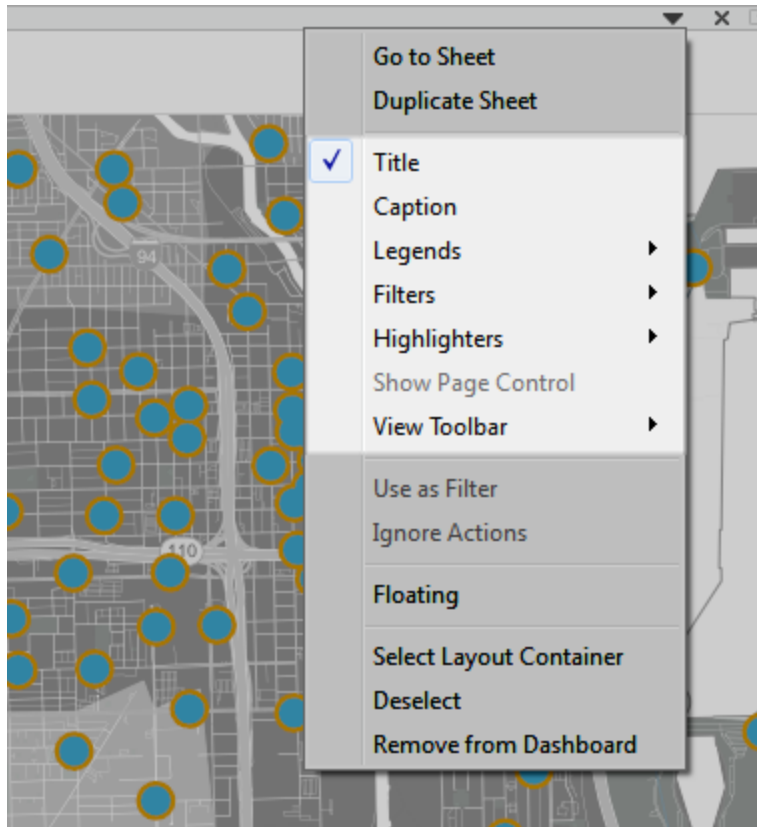 Go to Sheet
Duplicate Sheet
Title
Caption
Legends
Filters
Highlighters
Show Page Control
View Toolbar
Use as Filter
Ignore Actions
Floating
Select Layout Container
Deselect
Remove from Dashboard
94
110